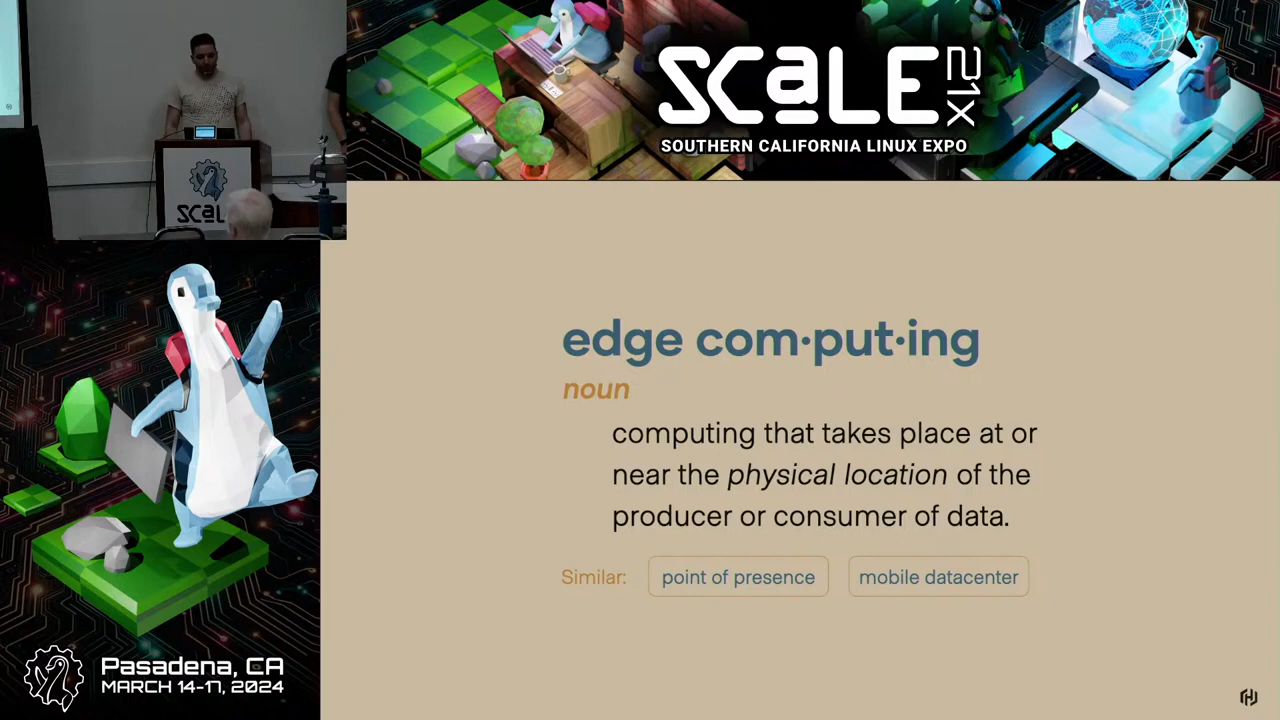 SCaLE 21X
SOUTHERN CALIFORNIA LINUX EXPO
SCaL
edge com·put·ing
noun
computing that takes place at or
near the physical location of the
producer or consumer of data.
Similar: point of presence mobile datacenter
Pasadena, CA
MARCH 14-17, 2024